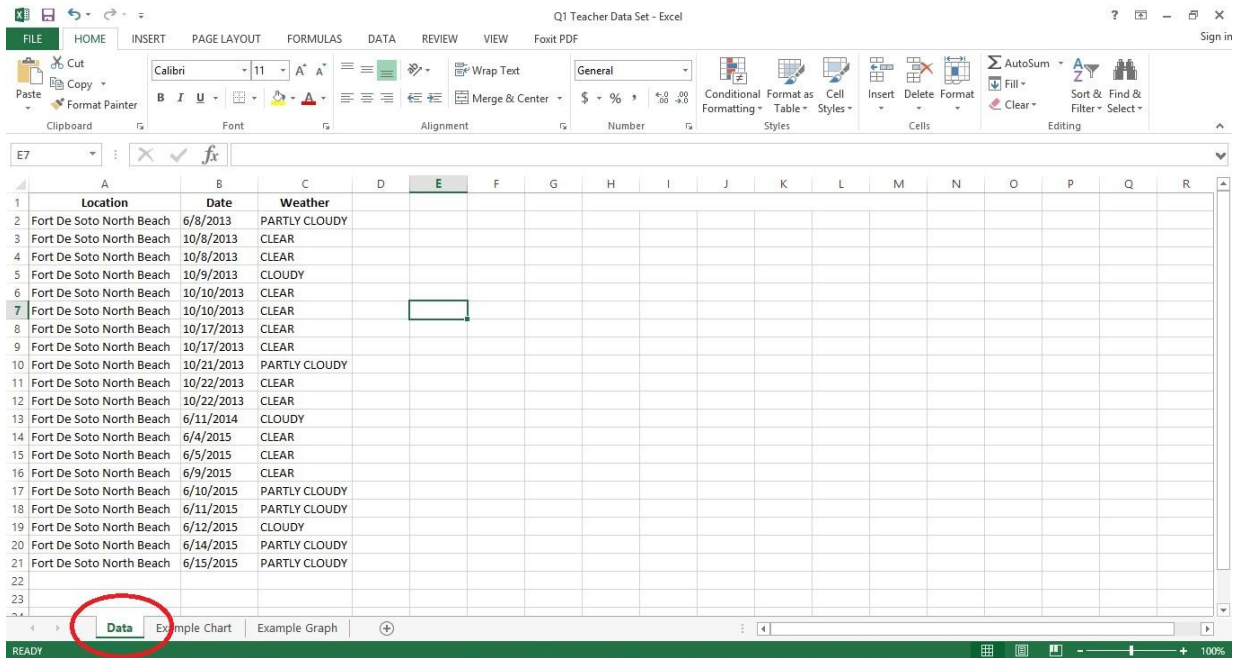 Q1 Teacher Data Set - Excel
?
FILE HOME INSERT PAGE LAYOUT FORMULAS DATA REVIEW VIEW Foxit PDF Sign in
Paste
Cut
Copy
Format Painter
Clipboard
Calibri 11 A A
B I U A
Font
Wrap Text
Merge & Center
Alignment
General
$ % , .0 .00 .00 .0
Number
Conditional Formatting
Format as Table
Cell Styles
Styles
Insert Delete Format
Cells
AutoSum
Fill
Clear
Sort & Filter
Find & Select
Editing
E7 fx
A B C D E F G H I J K L M N O P Q R
1 Location Date Weather
2 Fort De Soto North Beach 6/8/2013 PARTLY CLOUDY
3 Fort De Soto North Beach 10/8/2013 CLEAR
4 Fort De Soto North Beach 10/8/2013 CLEAR
5 Fort De Soto North Beach 10/9/2013 CLOUDY
6 Fort De Soto North Beach 10/10/2013 CLEAR
7 Fort De Soto North Beach 10/10/2013 CLEAR
8 Fort De Soto North Beach 10/17/2013 CLEAR
9 Fort De Soto North Beach 10/17/2013 CLEAR
10 Fort De Soto North Beach 10/21/2013 PARTLY CLOUDY
11 Fort De Soto North Beach 10/22/2013 CLEAR
12 Fort De Soto North Beach 10/22/2013 CLEAR
13 Fort De Soto North Beach 6/11/2014 CLOUDY
14 Fort De Soto North Beach 6/4/2015 CLEAR
15 Fort De Soto North Beach 6/5/2015 CLEAR
16 Fort De Soto North Beach 6/9/2015 CLEAR
17 Fort De Soto North Beach 6/10/2015 PARTLY CLOUDY
18 Fort De Soto North Beach 6/11/2015 PARTLY CLOUDY
19 Fort De Soto North Beach 6/12/2015 CLOUDY
20 Fort De Soto North Beach 6/14/2015 PARTLY CLOUDY
21 Fort De Soto North Beach 6/15/2015 PARTLY CLOUDY
22
23
Data Example Chart Example Graph
READY 100%